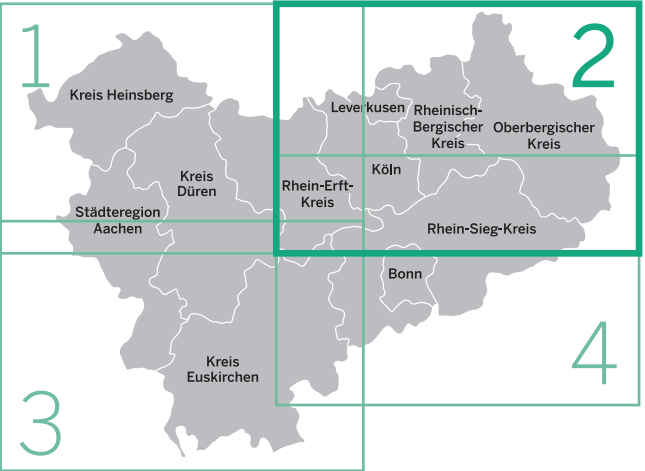 1
2
Kreis Heinsberg
Leverkusen
Rheinisch-
Bergischer
Kreis
Oberbergischer
Kreis
Köln
Kreis
Düren
Rhein-Erft-
Kreis
Städteregion
Aachen
Rhein-Sieg-Kreis
Bonn
Kreis
Euskirchen
3
4